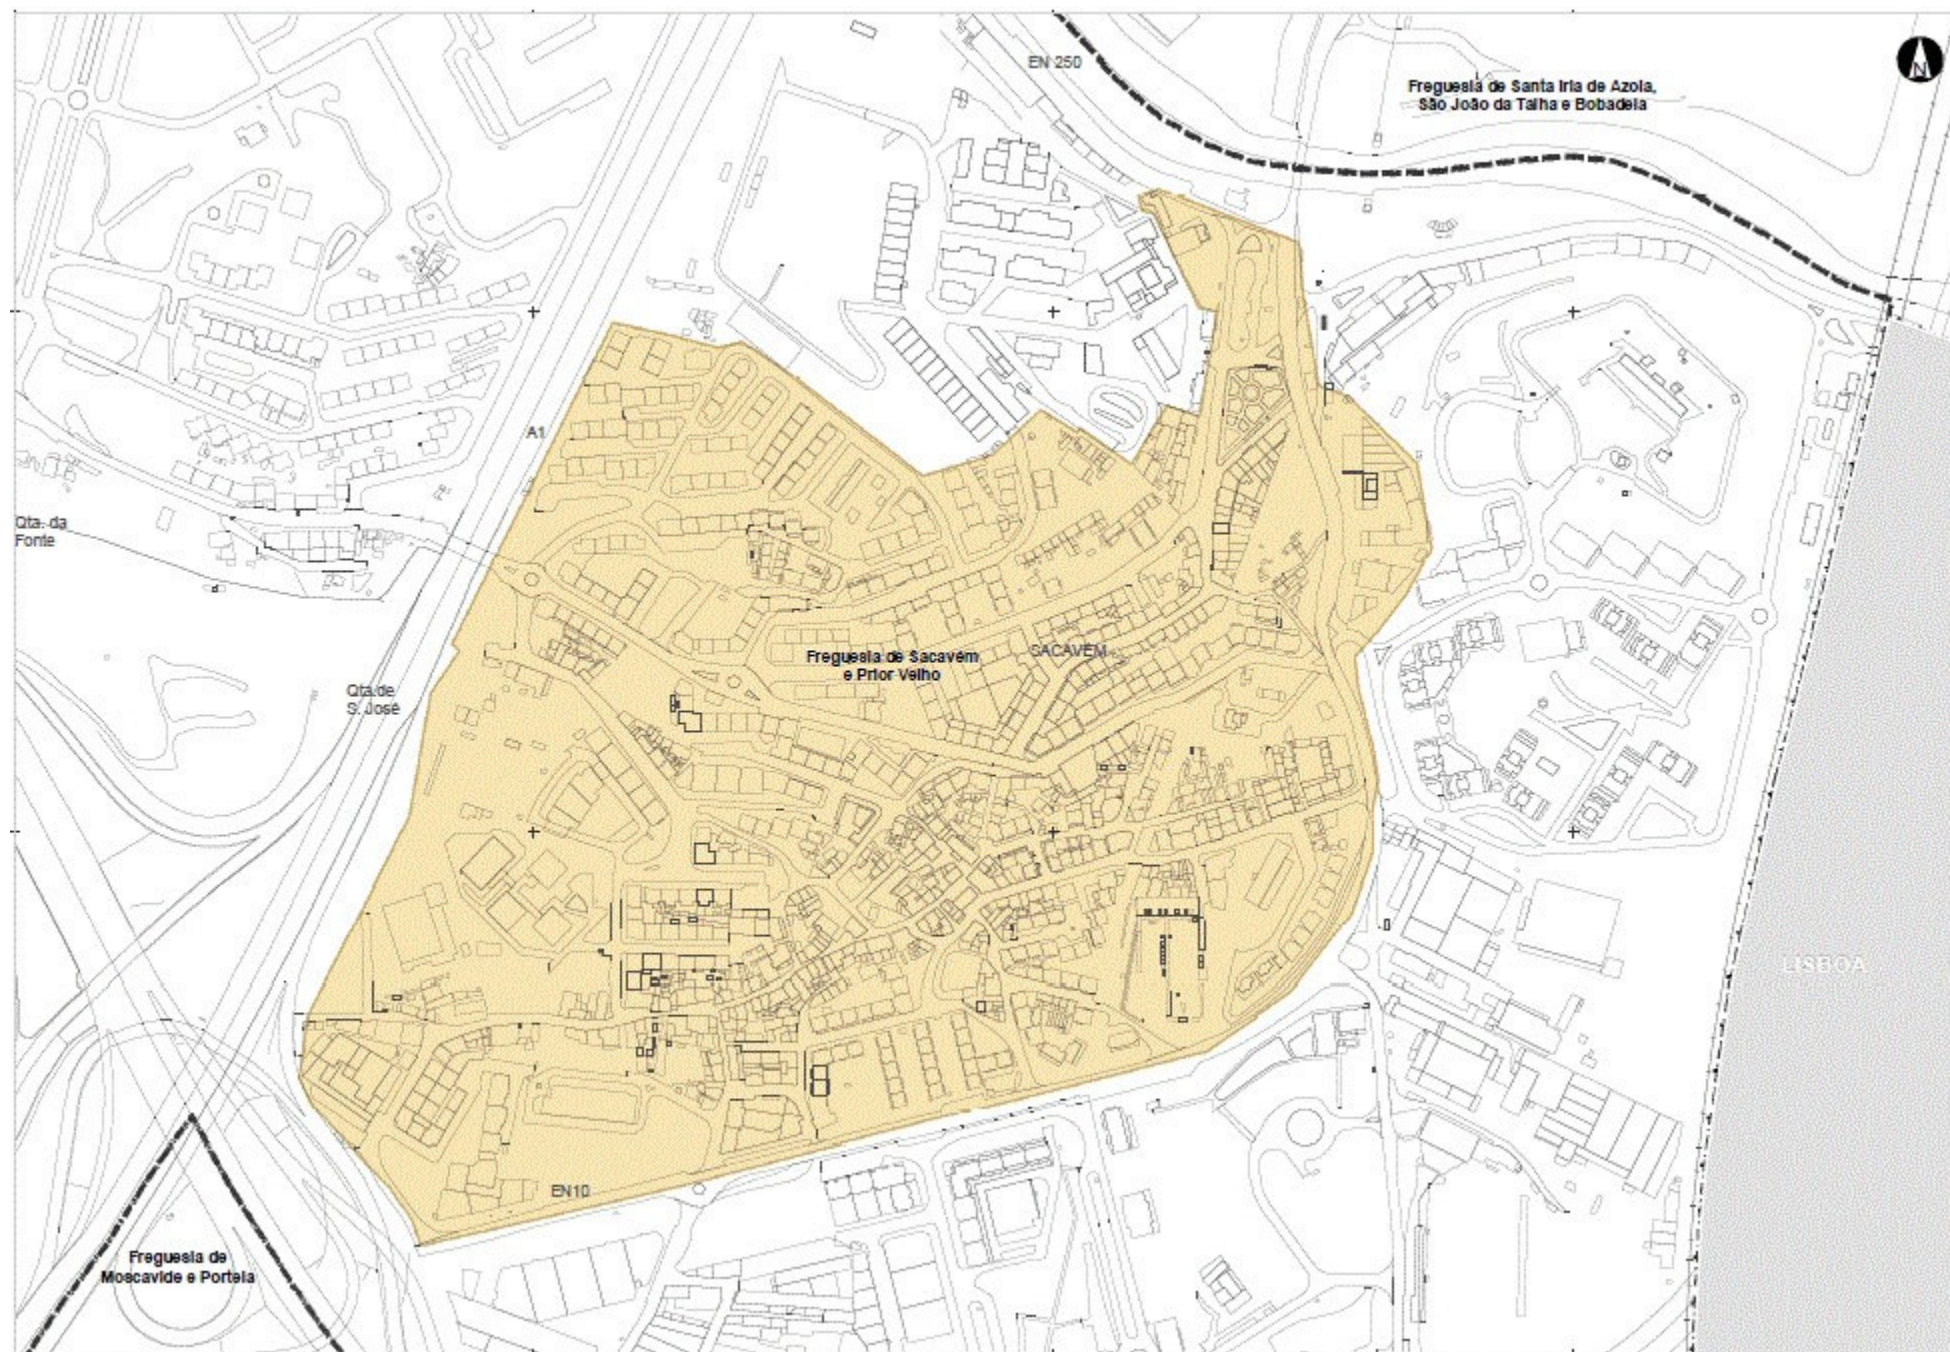 EN 250
N
Freguesia de Santa Iria de Azoia,
São João da Talha e Bobadela
A1
Qta. da
Fonte
Freguesia de Sacavém
e Prior Velho
SACAVÉM
Qta de
S. José
LISBOA
EN10
Freguesia de
Moscavide e Portela